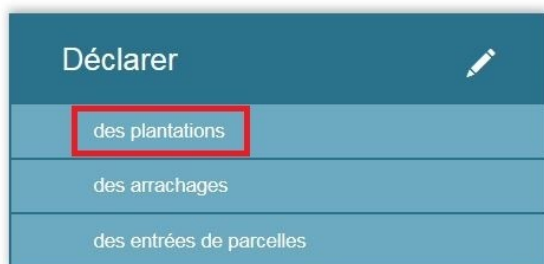 Déclarer
des plantations
des arrachages
des entrées de parcelles